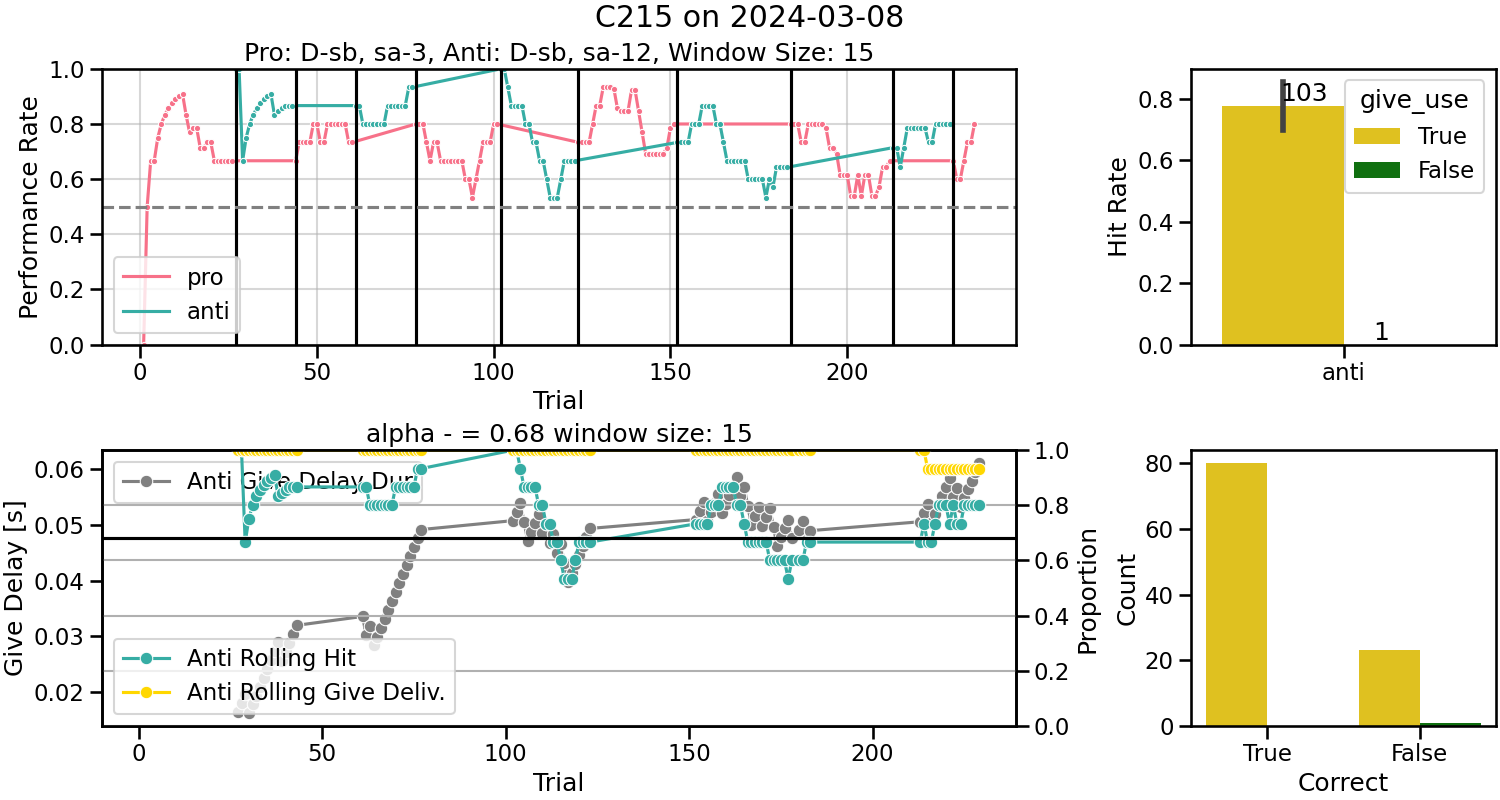 C215 on 2024-03-08
Pro: D-sb, sa-3, Anti: D-sb, sa-12, Window Size: 15
Performance Rate
1.0
0.8
0.6
0.4
0.2
0.0
pro
anti
0 50 100 150 200
Trial
Hit Rate
0.8
0.6
0.4
0.2
0.0
103
1
give_use
True
False
anti
alpha - = 0.68 window size: 15
Give Delay [s]
0.06
0.05
0.04
0.03
0.02
Anti Give Delay Dur
Anti Rolling Hit
Anti Rolling Give Deliv.
1.0
0.8
0.6
0.4
0.2
0.0
Proportion
0 50 100 150 200
Trial
Count
80
60
40
20
0
True False
Correct